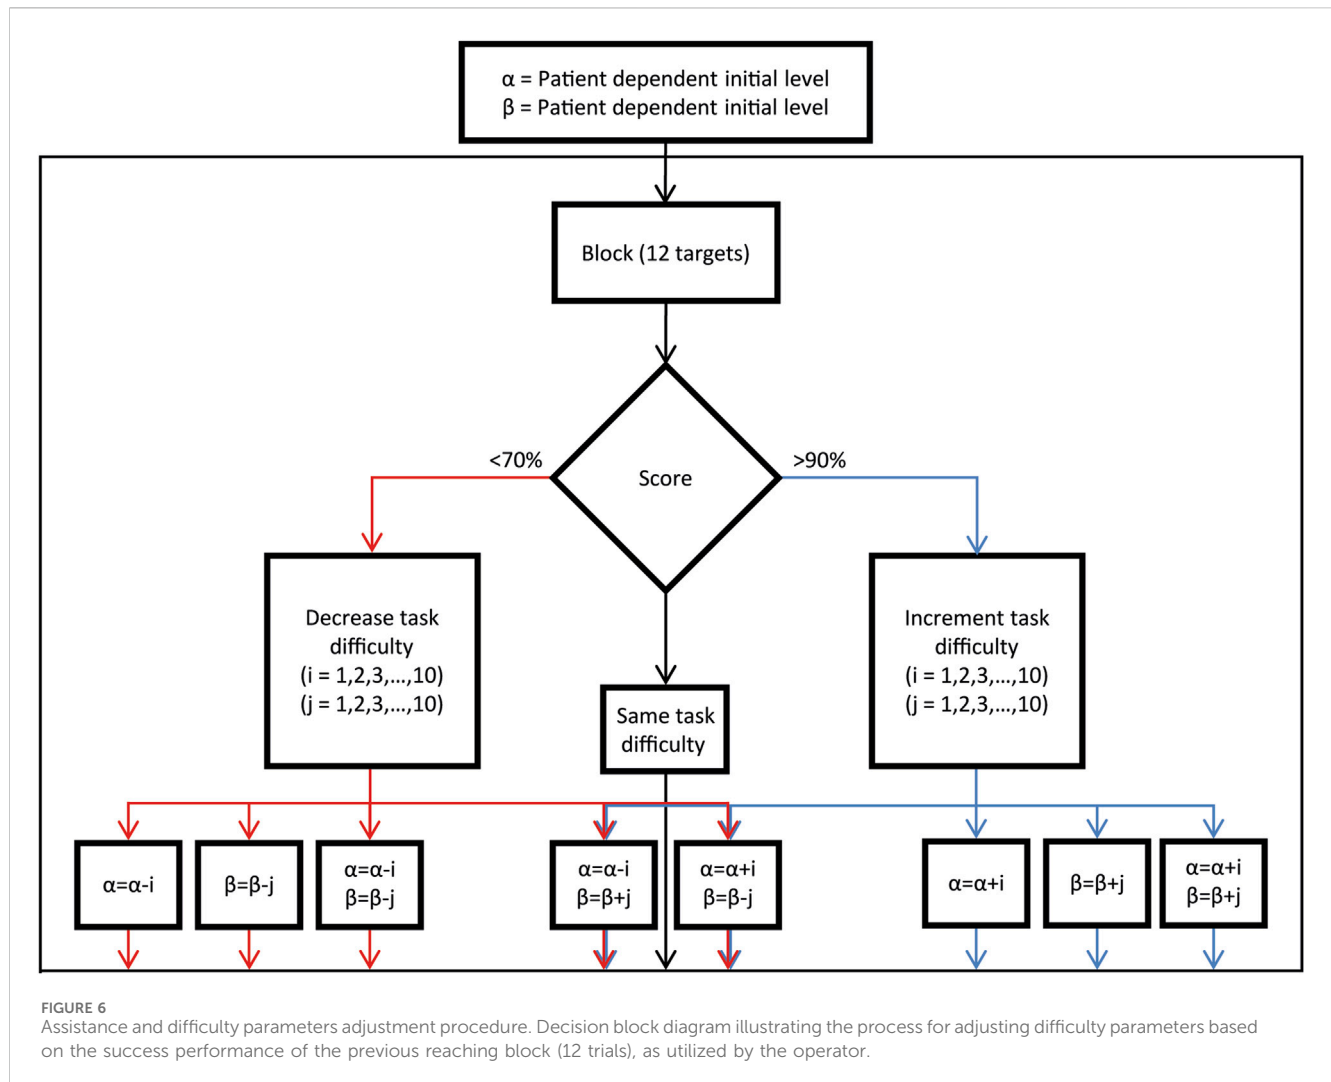 α = Patient dependent initial level
β = Patient dependent initial level
Block (12 targets)
<70%
Score
>90%
Decrease task
difficulty
(i = 1,2,3,...,10)
(j = 1,2,3,...,10)
Same task
difficulty
Increment task
difficulty
(i = 1,2,3,...,10)
(j = 1,2,3,...,10)
α=α-i
β=β-j
α=α-i
β=β-j
α=α-i
β=β+j
α=α+i
β=β-j
α=α+i
β=β+j
α=α+i
β=β+j
FIGURE 6
Assistance and difficulty parameters adjustment procedure. Decision block diagram illustrating the process for adjusting difficulty parameters based
on the success performance of the previous reaching block (12 trials), as utilized by the operator.